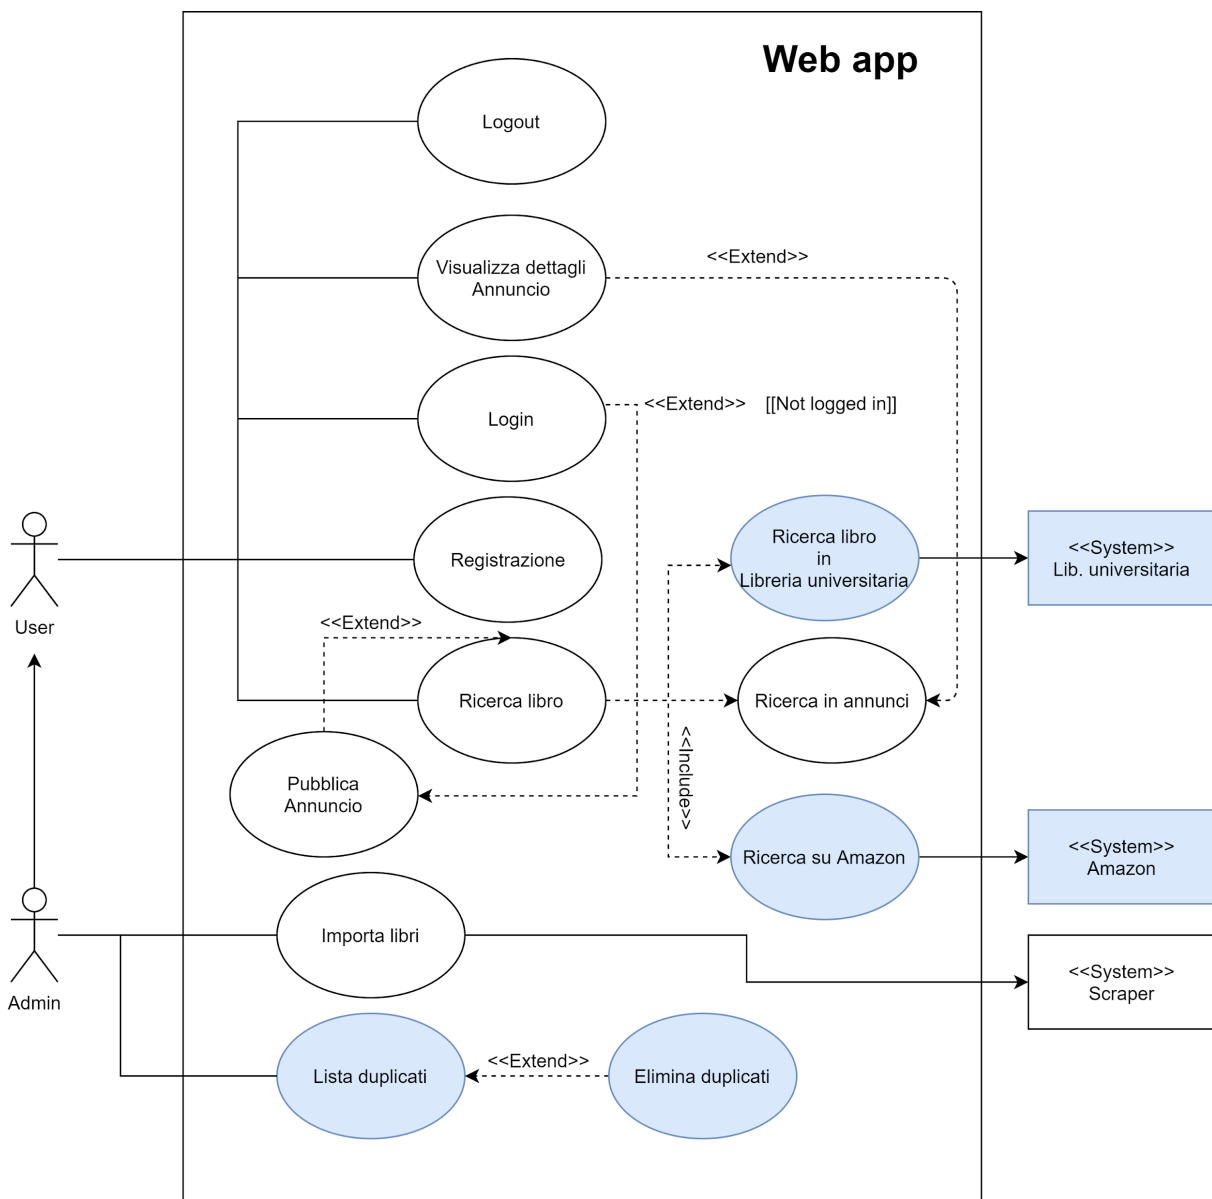 Web app
Logout
<<Extend>>
Visualizza dettagli
Annuncio
<<Extend>> [[Not logged in]]
Login
Ricerca libro
in
Libreria universitaria
<<System>>
Lib. universitaria
Registrazione
User
<<Extend>>
Ricerca libro
Ricerca in annunci
<<Include>>
Pubblica
Annuncio
Ricerca su Amazon
<<System>>
Amazon
Importa libri
<<System>>
Scraper
Admin
Lista duplicati
<<Extend>>
Elimina duplicati